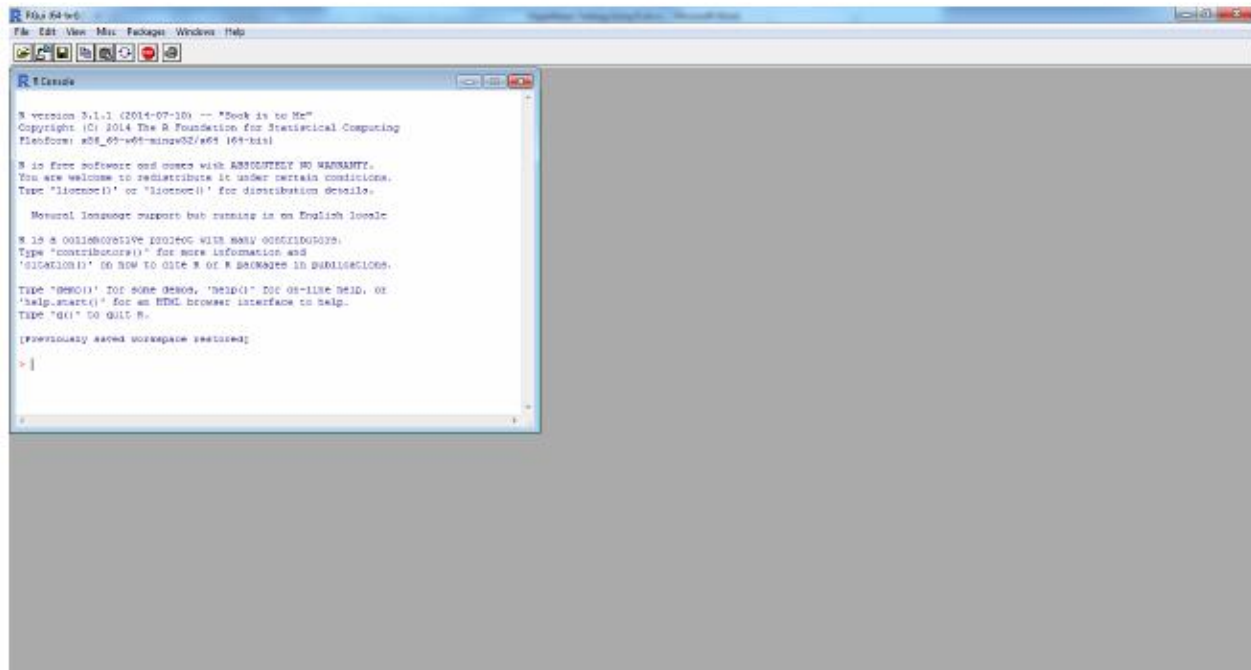 RGui (64-bit)
File Edit View Misc Packages Windows Help
R Console
R version 3.1.1 (2014-07-10) -- "Sock it to Me"
Copyright (C) 2014 The R Foundation for Statistical Computing
Platform: x86_64-w64-mingw32/x64 (64-bit)
R is free software and comes with ABSOLUTELY NO WARRANTY.
You are welcome to redistribute it under certain conditions.
Type 'license()' or 'licence()' for distribution details.
Natural language support but running in an English locale
R is a collaborative project with many contributors.
Type 'contributors()' for more information and
'citation()' on how to cite R or R packages in publications.
Type 'demo()' for some demos, 'help()' for on-line help, or
'help.start()' for an HTML browser interface to help.
Type 'q()' to quit R.
[Previously saved workspace restored]
>